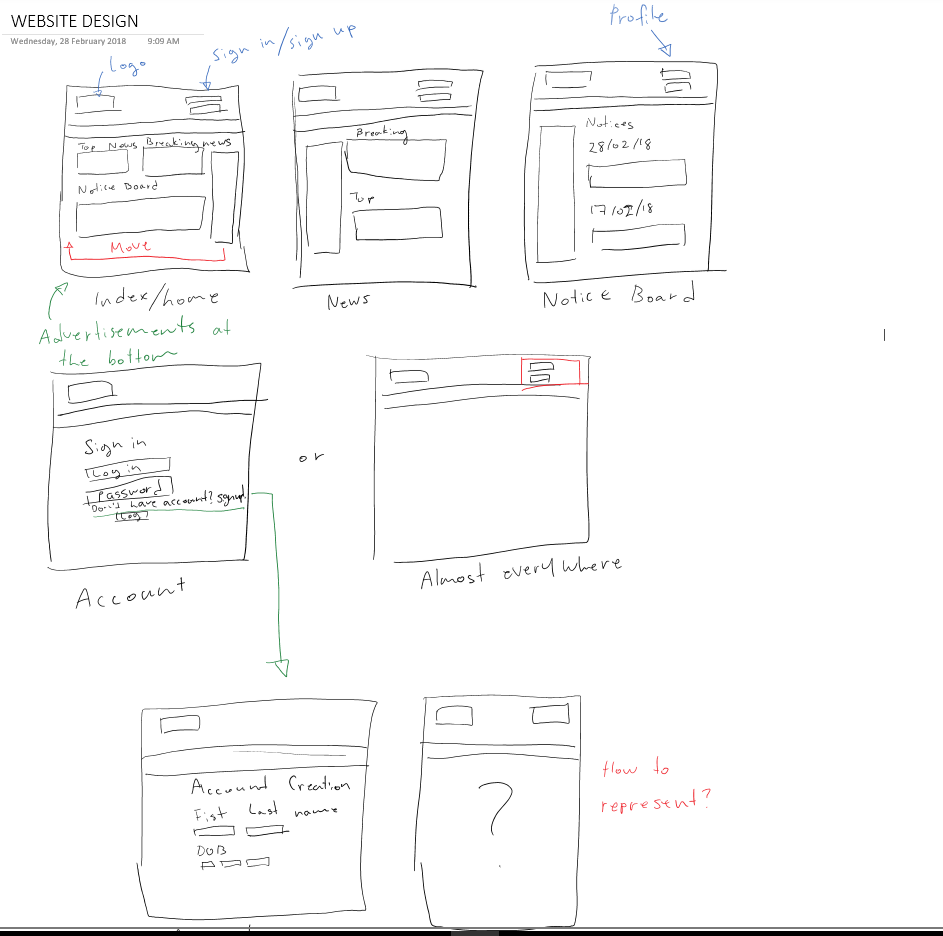 WEBSITE DESIGN
Wednesday, 28 February 2018 9:09 AM
Logo
Sign in/sign up
Profile
Top News Breaking news
Notice Board
Move
Index/home
Advertisements at
the bottom
Breaking
Top
News
Notices
28/02/18
17/02/18
Notice Board
Sign in
Log in
Password
Don't have account? signup
Log
Account
or
Almost everywhere
Account Creation
Fist Last name
DOB
?
How to
represent?